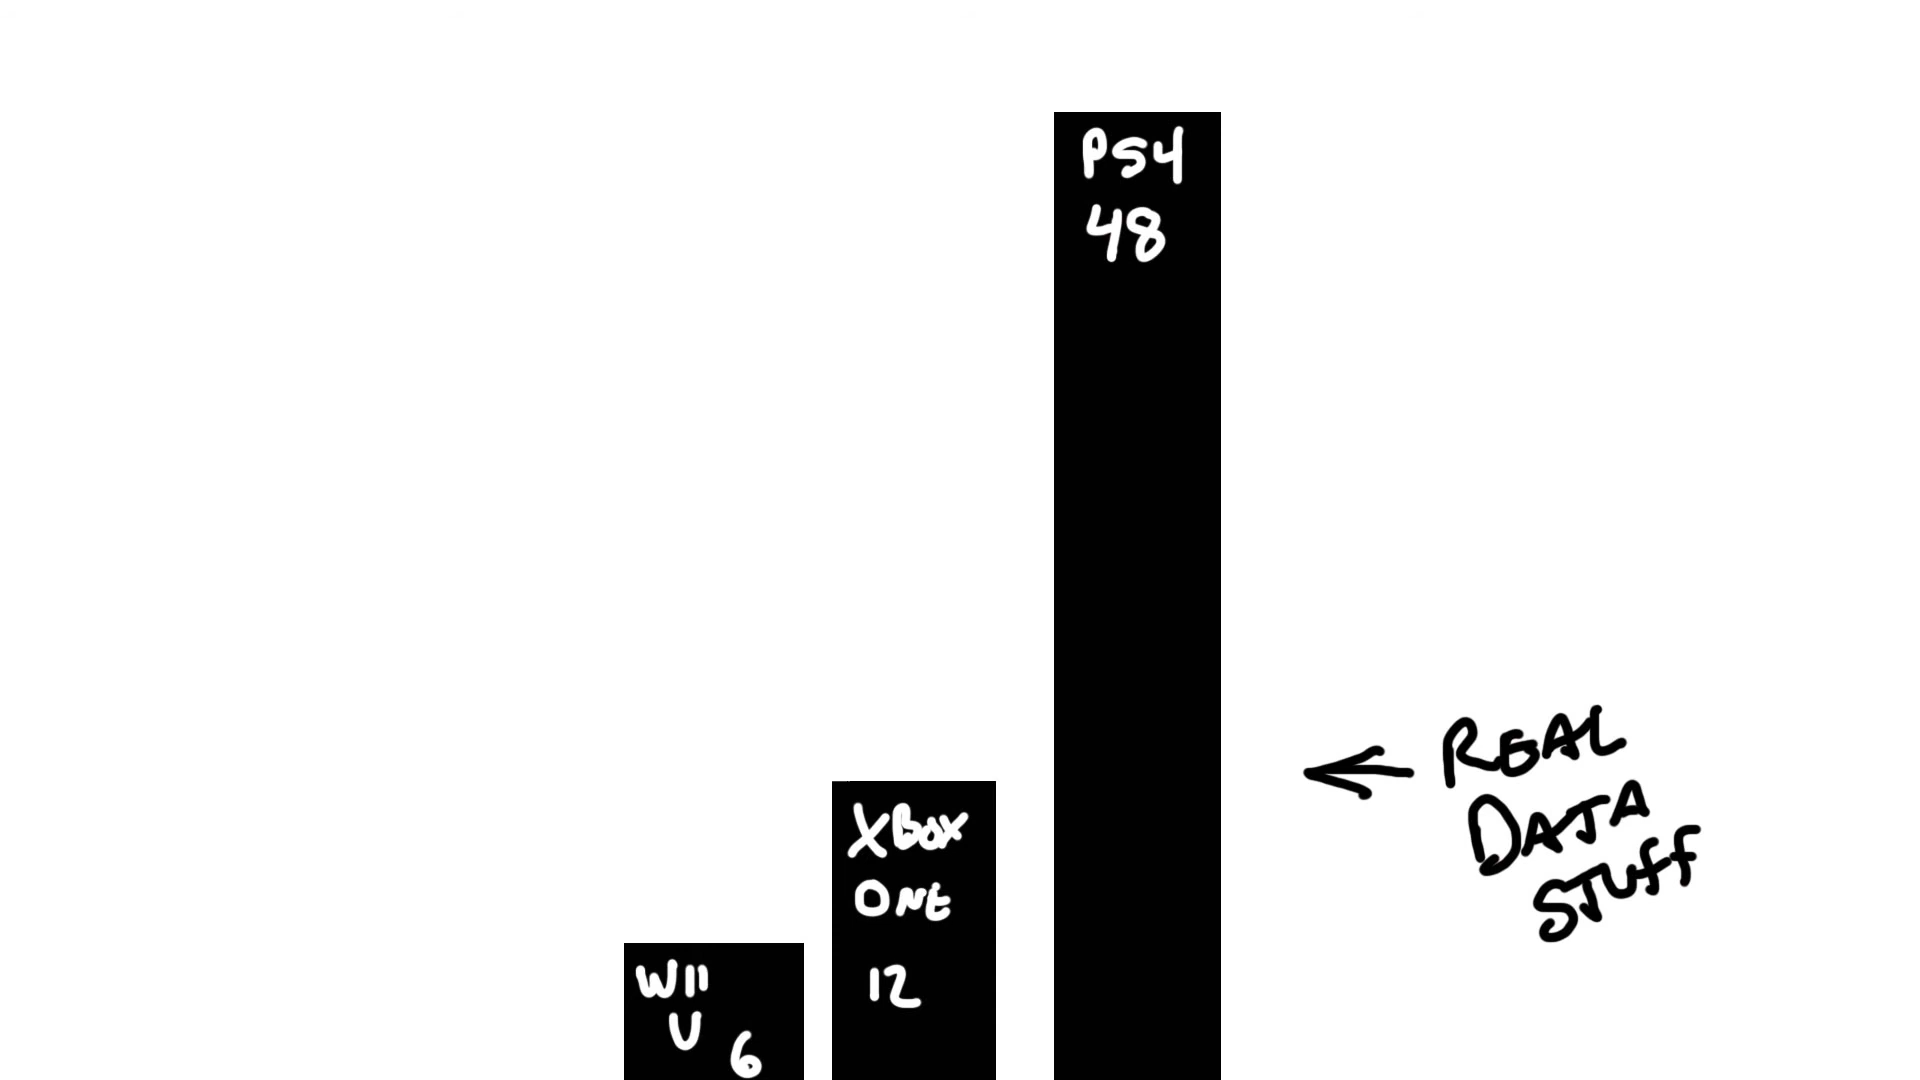 PS4
48
XBOX
ONE
12
WII
U
6
REAL
DATA
STUFF